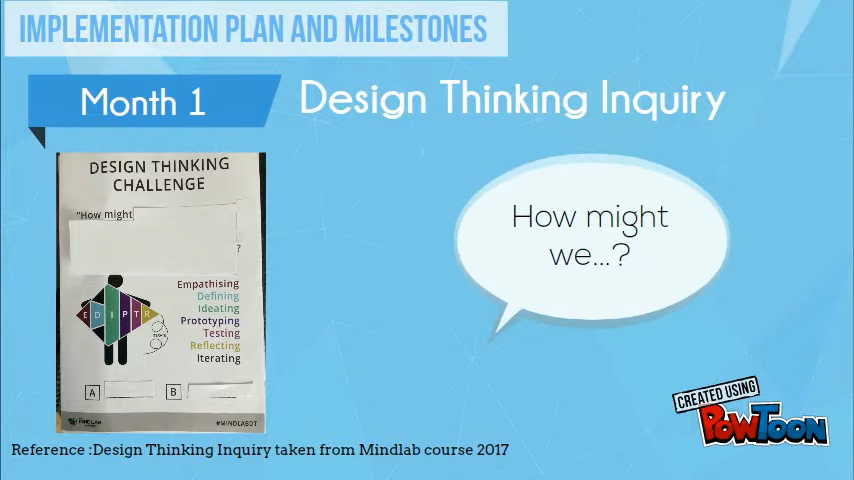 IMPLEMENTATION PLAN AND MILESTONES
Month 1
Design Thinking Inquiry
DESIGN THINKING
CHALLENGE
"How might
?
Empathising
Defining
Ideating
Prototyping
Testing
Reflecting
Iterating
E D I P T R
A B
#MINDLABDT
How might
we...?
CREATED USING
POWTOON
Reference :Design Thinking Inquiry taken from Mindlab course 2017